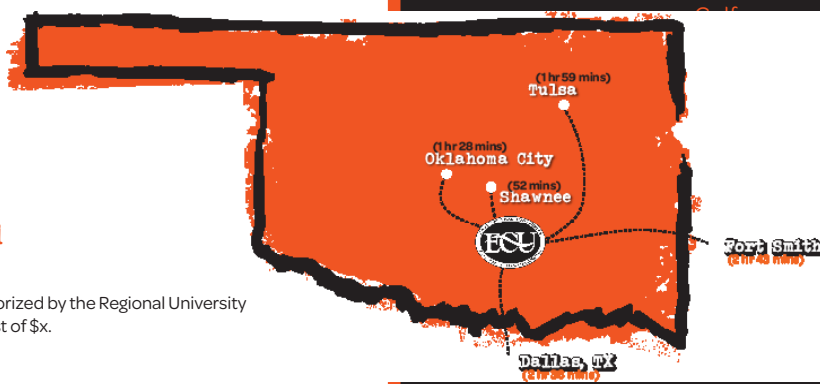 (1 hr 59 mins)
Tulsa
(1 hr 28 mins)
Oklahoma City
(52 mins)
Shawnee
ECU
Fort Smith
orized by the Regional University
t of $x.
Dallas, TX